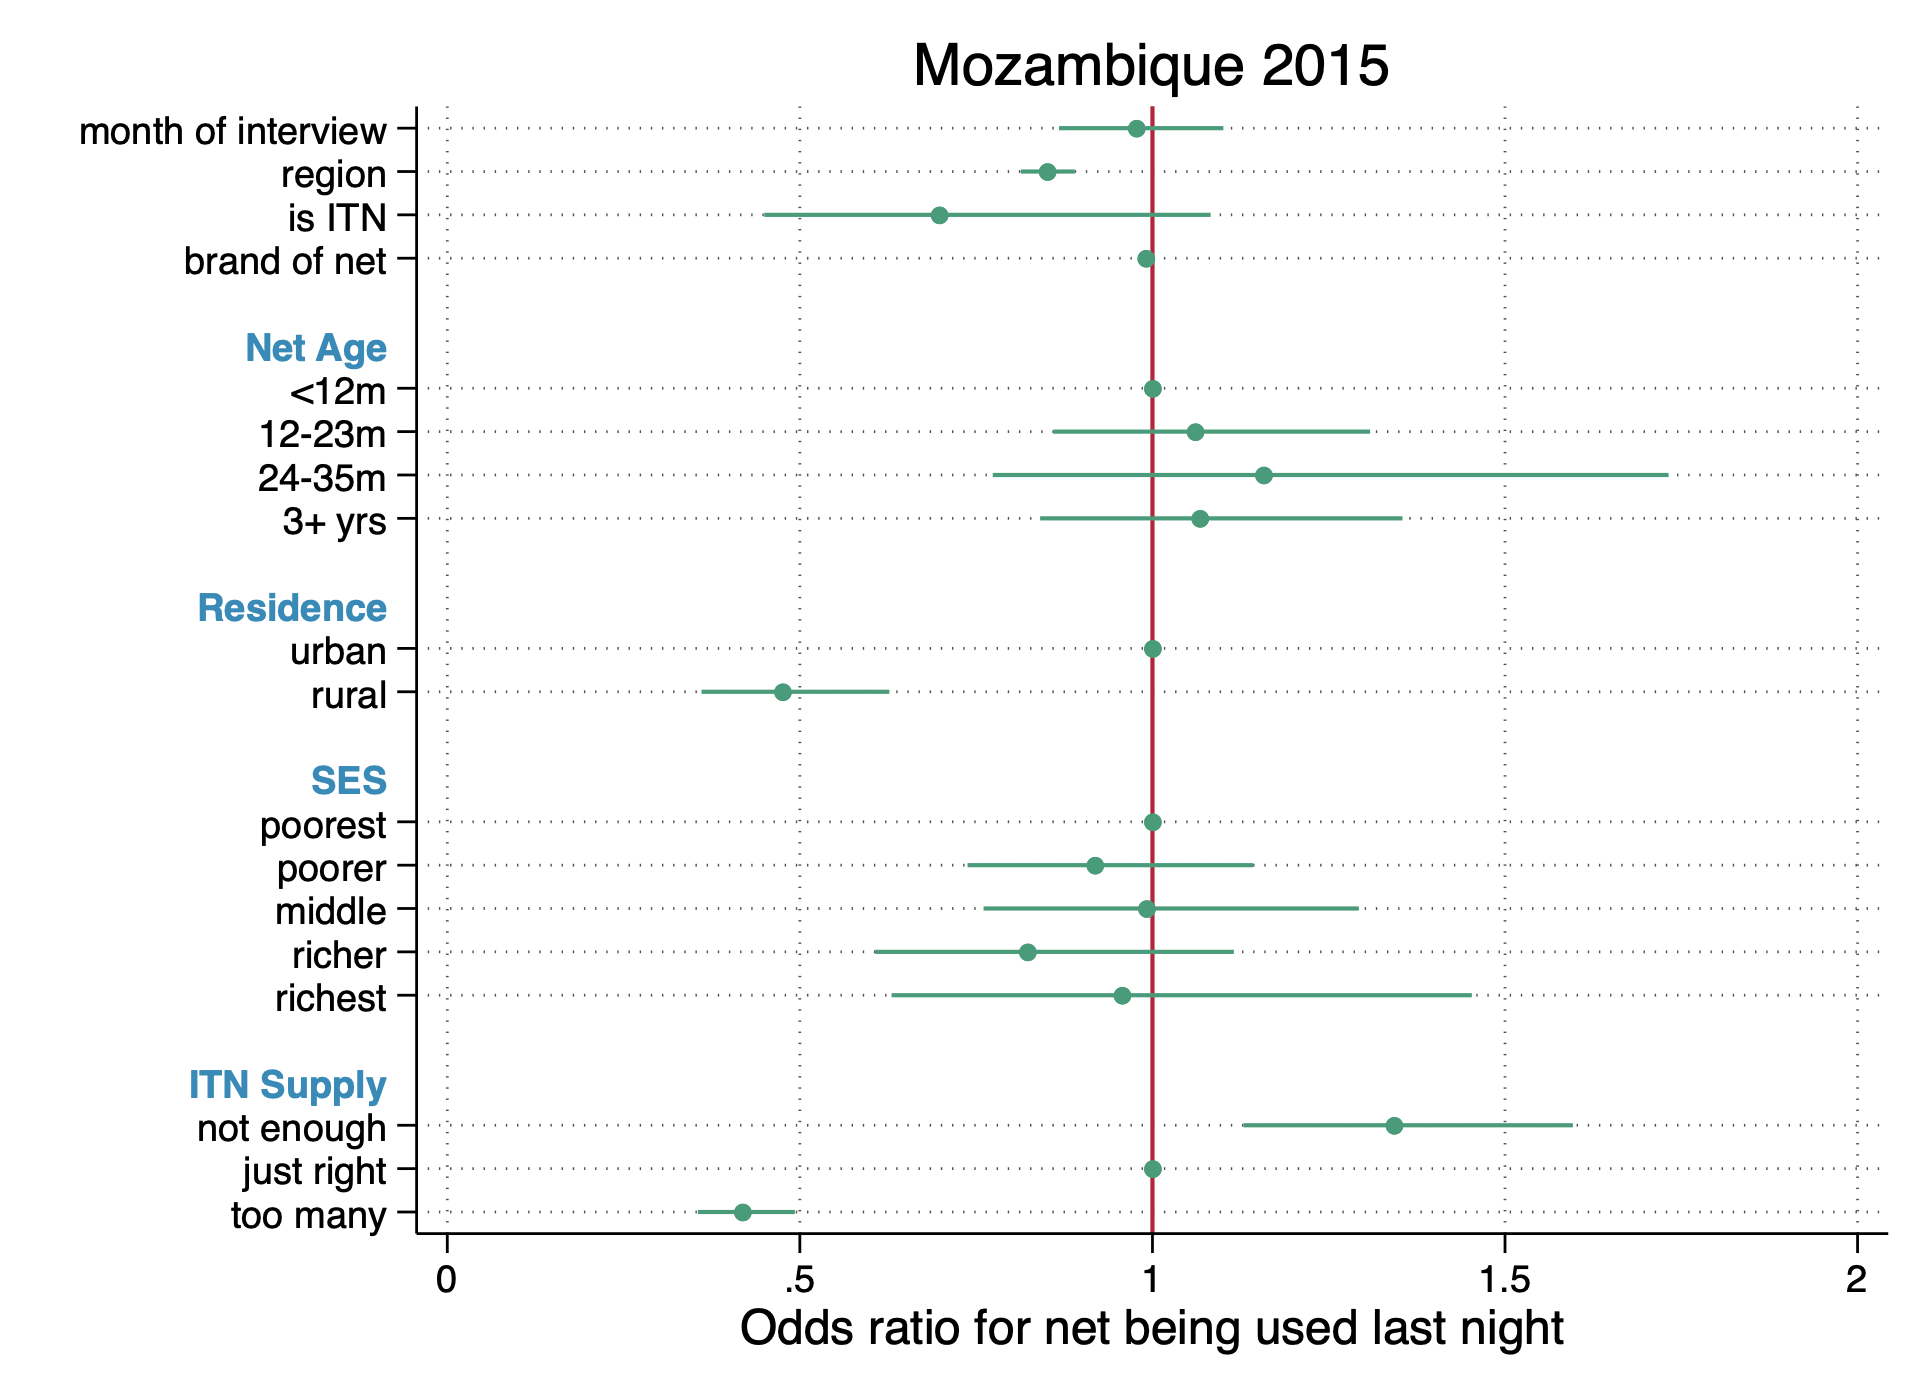 Mozambique 2015
month of interview
region
is ITN
brand of net
Net Age
<12m
12-23m
24-35m
3+ yrs
Residence
urban
rural
SES
poorest
poorer
middle
richer
richest
ITN Supply
not enough
just right
too many
0 .5 1 1.5 2
Odds ratio for net being used last night